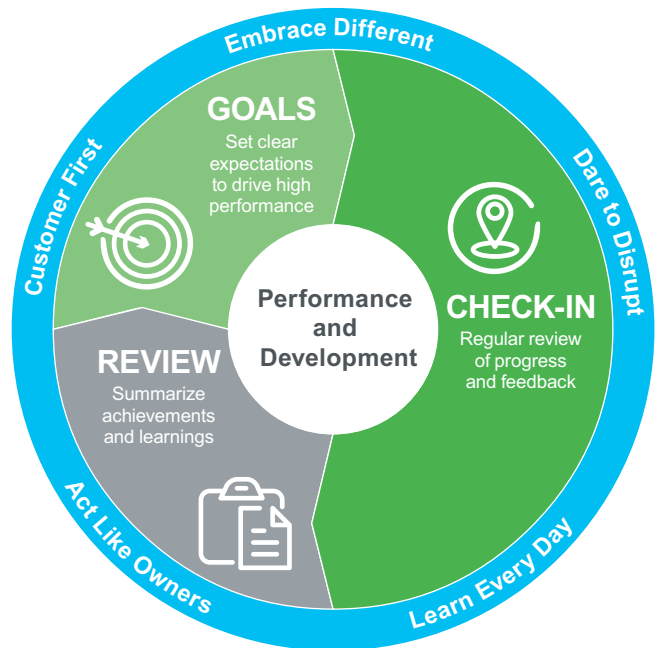 Embrace Different
Dare to Disrupt
Learn Every Day
Act Like Owners
Customer First
GOALS
Set clear
expectations
to drive high
performance
CHECK-IN
Regular review
of progress
and feedback
REVIEW
Summarize
achievements
and learnings
Performance
and
Development